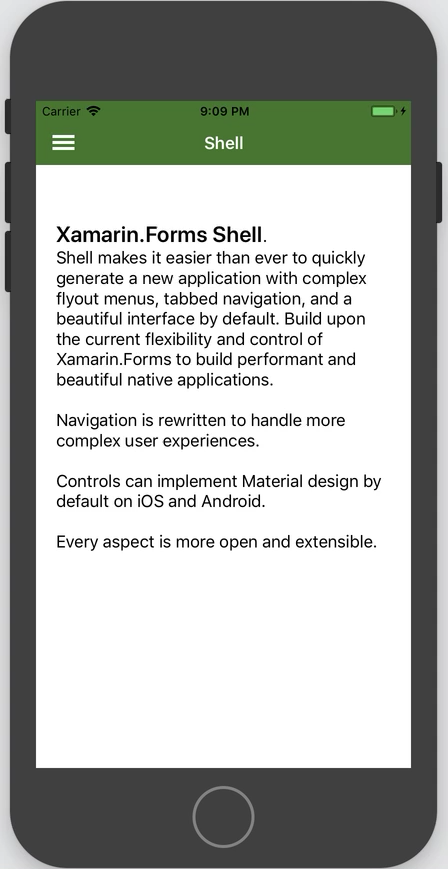 Carrier
9:09 PM
Shell
Xamarin.Forms Shell.
Shell makes it easier than ever to quickly
generate a new application with complex
flyout menus, tabbed navigation, and a
beautiful interface by default. Build upon
the current flexibility and control of
Xamarin.Forms to build performant and
beautiful native applications.
Navigation is rewritten to handle more
complex user experiences.
Controls can implement Material design by
default on iOS and Android.
Every aspect is more open and extensible.